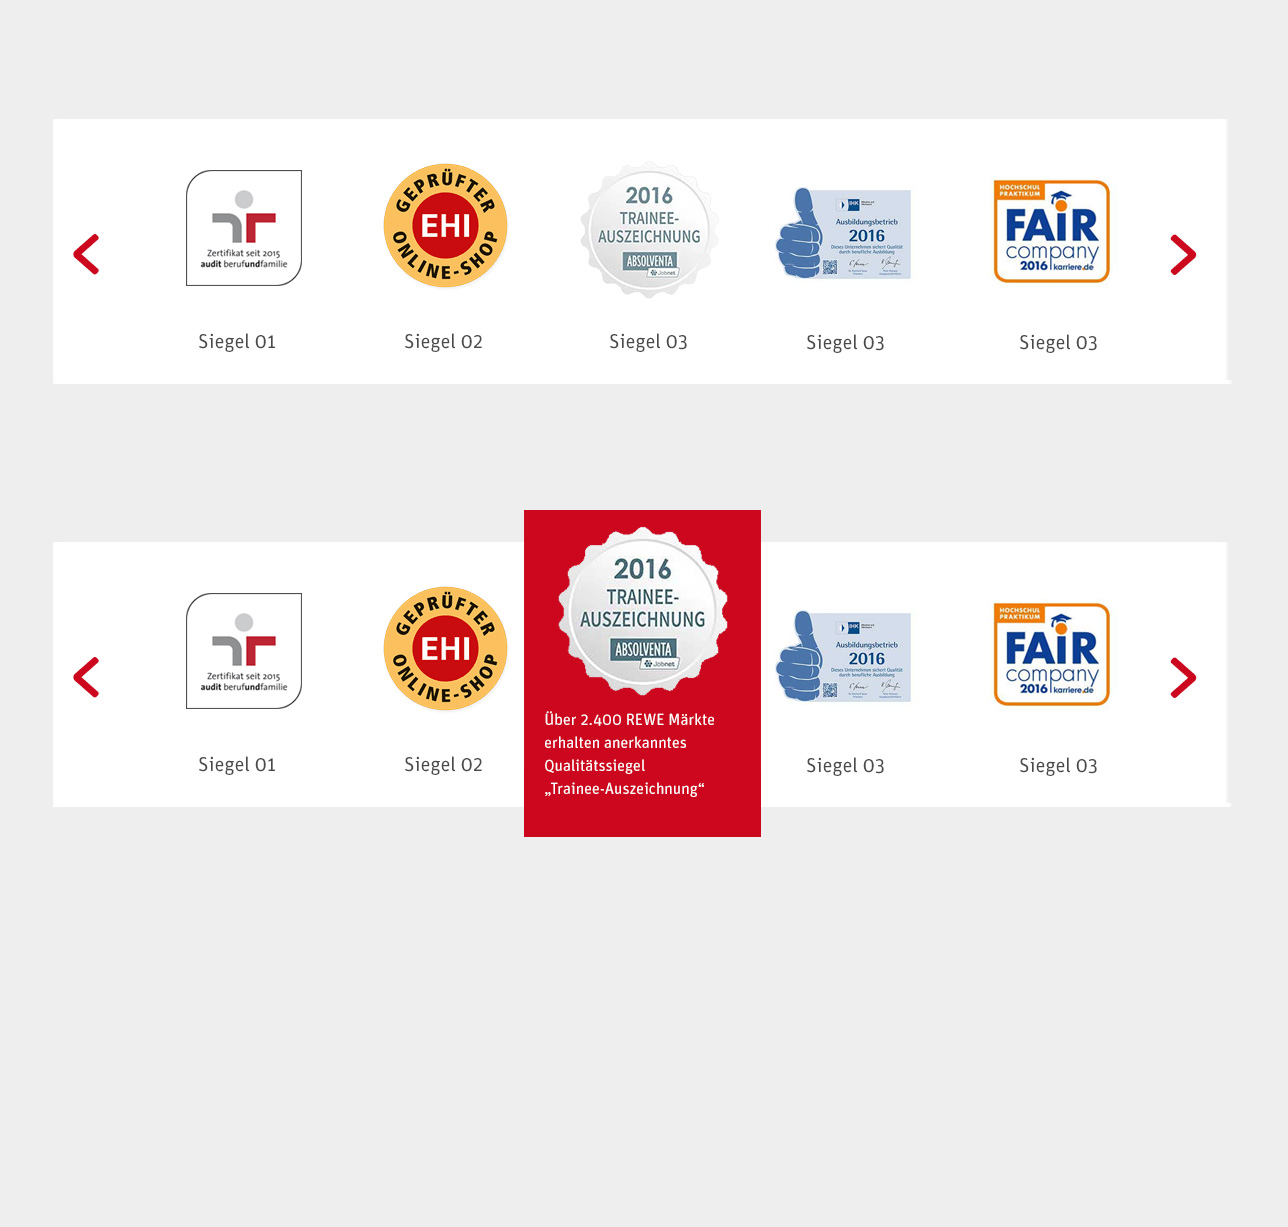 Zertifikat seit 2015
audit berufundfamilie
GEPRÜFTER
EHI
ONLINE-SHOP
2016
TRAINEE-
AUSZEICHNUNG
ABSOLVENTA
Jobnet
IHK
Ausbildungsbetrieb
2016
Dieses Unternehmen sichert Qualität
durch berufliche Ausbildung
HOCHSCHUL
PRAKTIKUM
FAiR
company
2016 karriere.de
Siegel 01
Siegel 02
Siegel 03
Siegel 03
Siegel 03
Zertifikat seit 2015
audit berufundfamilie
GEPRÜFTER
EHI
ONLINE-SHOP
2016
TRAINEE-
AUSZEICHNUNG
ABSOLVENTA
Jobnet
Über 2.400 REWE Märkte
erhalten anerkanntes
Qualitätssiegel
„Trainee-Auszeichnung“
IHK
Ausbildungsbetrieb
2016
Dieses Unternehmen sichert Qualität
durch berufliche Ausbildung
HOCHSCHUL
PRAKTIKUM
FAiR
company
2016 karriere.de
Siegel 01
Siegel 02
Siegel 03
Siegel 03